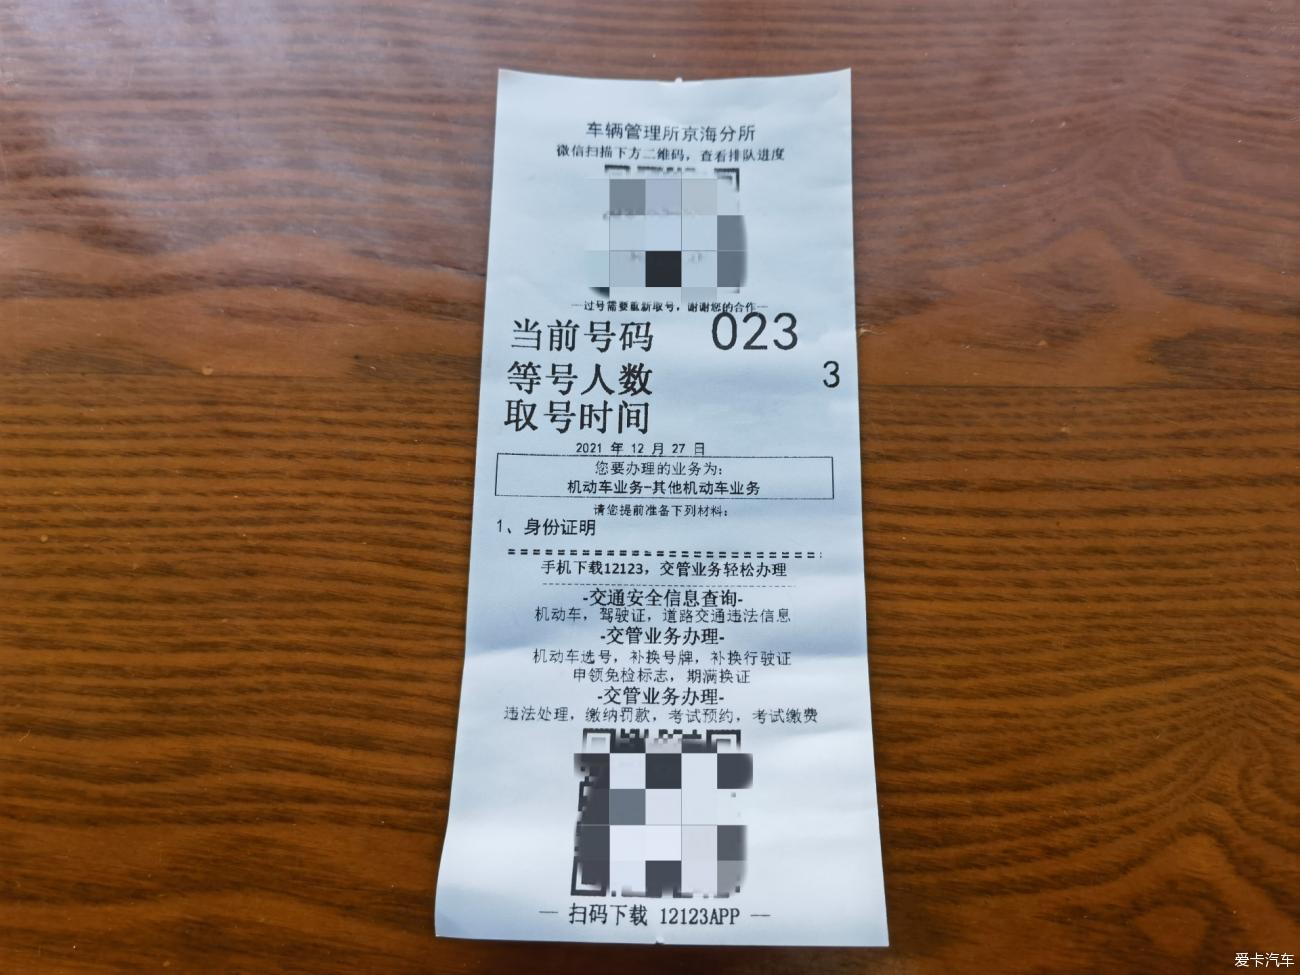 车辆管理所京海分所
微信扫描下方二维码，查看排队进度
—过号需要重新取号，谢谢您的合作—
当前号码 023
等号人数 3
取号时间
2021 年 12 月 27 日
您要办理的业务为：
机动车业务-其他机动车业务
请您提前准备下列材料：
1、身份证明
手机下载12123，交管业务轻松办理
-交通安全信息查询-
机动车，驾驶证，道路交通违法信息
-交管业务办理-
机动车选号，补换号牌，补换行驶证
申领免检标志，期满换证
-交管业务办理-
违法处理，缴纳罚款，考试预约，考试缴费
— 扫码下载 12123APP —
爱卡汽车